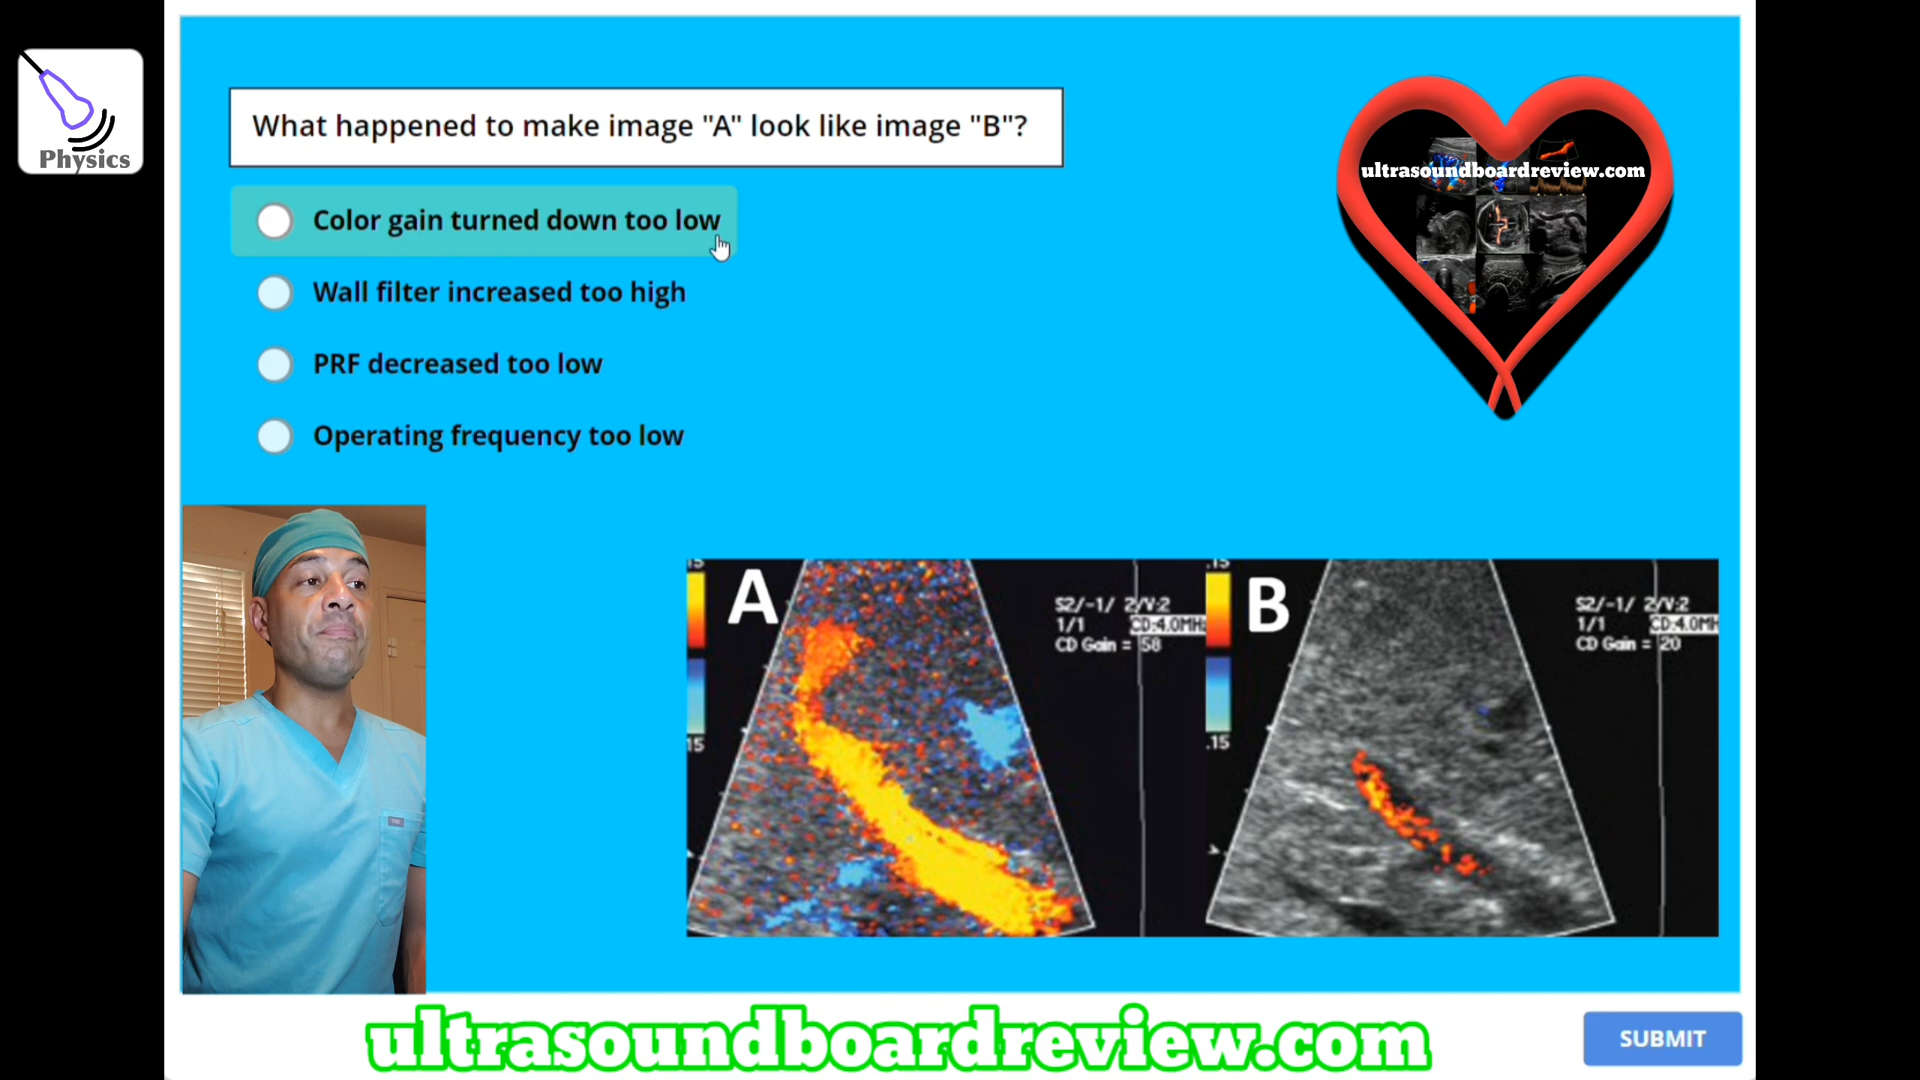 Physics
What happened to make image "A" look like image "B"?
Color gain turned down too low
Wall filter increased too high
PRF decreased too low
Operating frequency too low
ultrasoundboardreview.com
A
S2/-1/ 2/V:2
1/1 CD:4.0MHz
CD Gain = 58
15
B
.15
S2/-1/ 2/V:2
1/1 CD:4.0MH
CD Gain = 20
.15
ultrasoundboardreview.com
SUBMIT